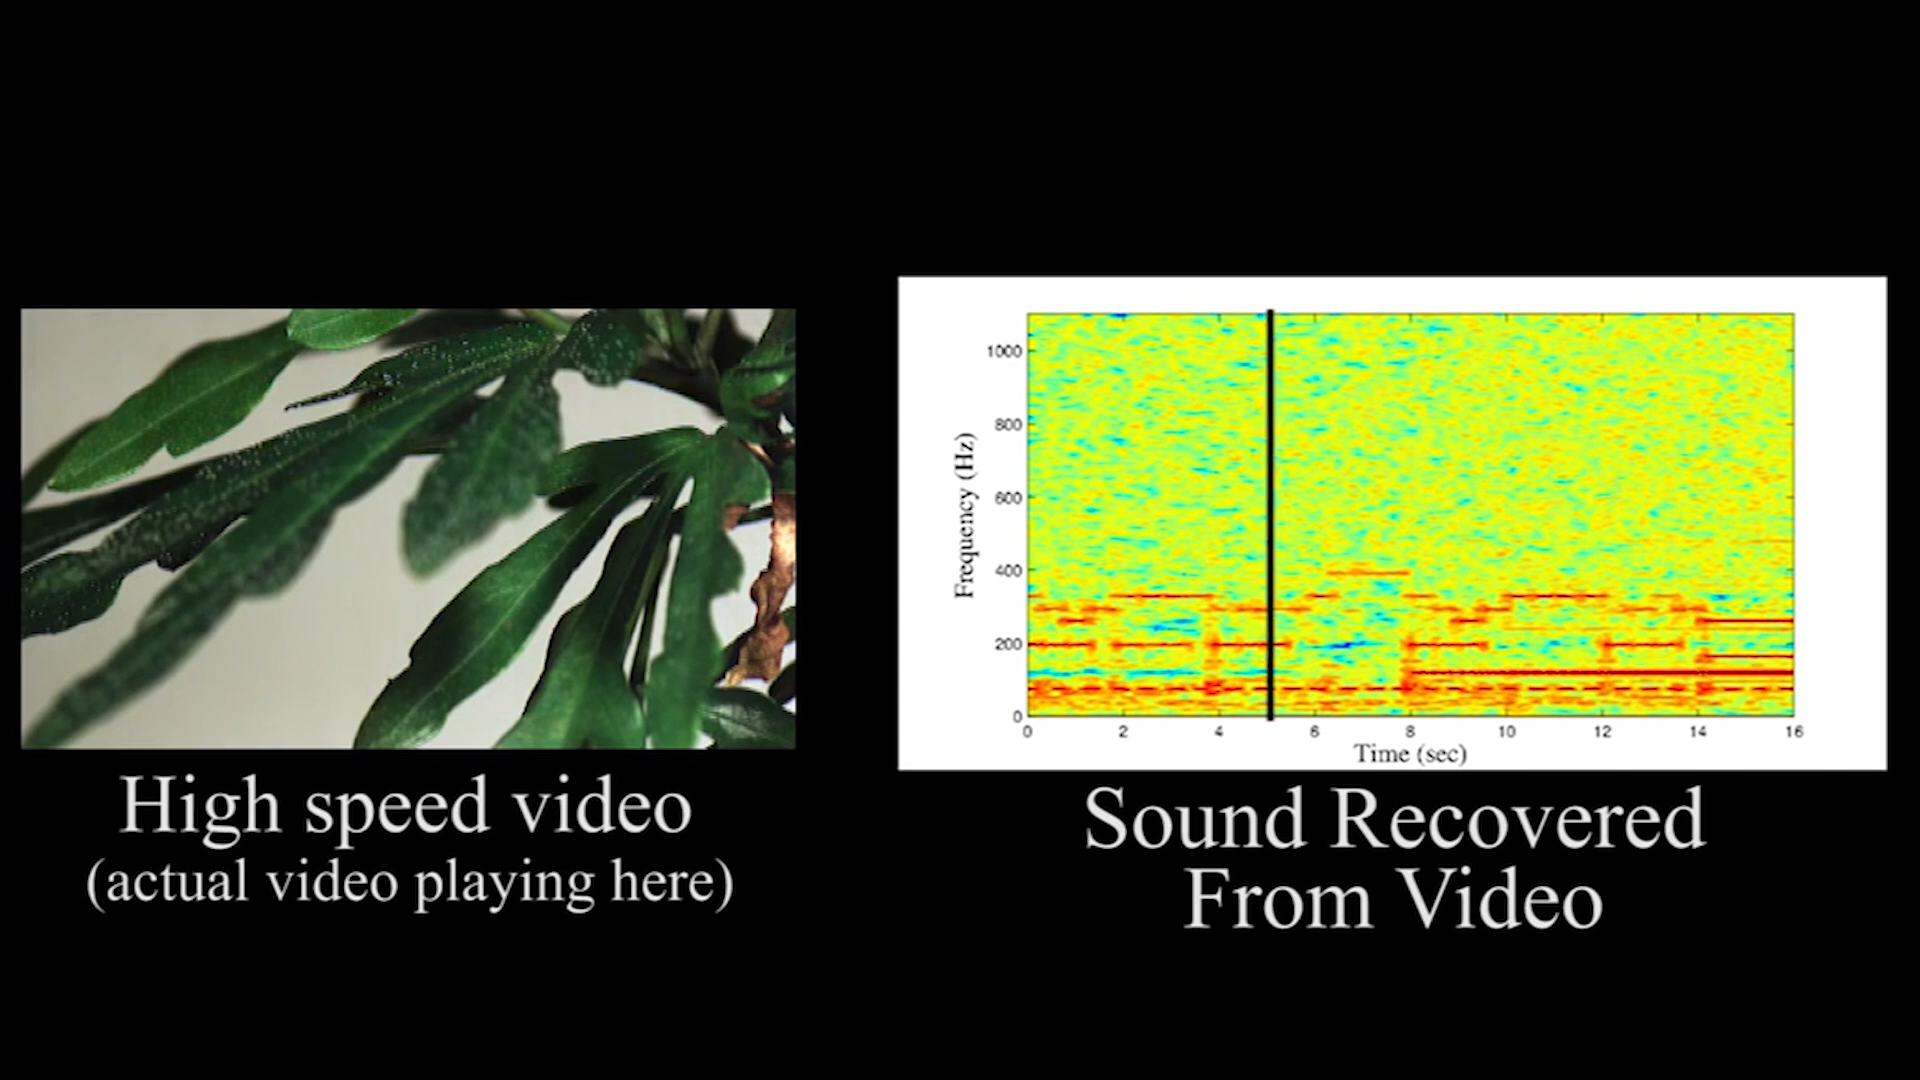 High speed video
(actual video playing here)
1000
800
600
400
200
0
Frequency (Hz)
0 2 4 6 8 10 12 14 16
Time (sec)
Sound Recovered
From Video